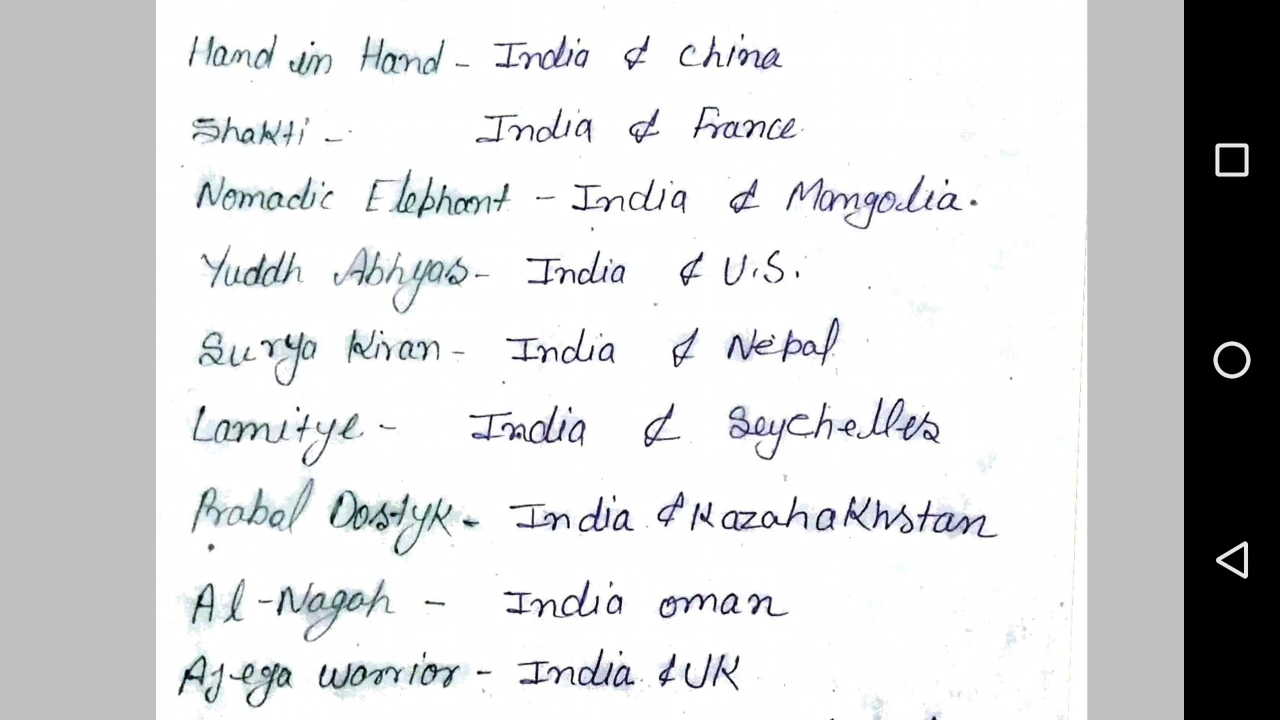 Hand in Hand - India & China
Shakti - India & France
Nomadic Elephant - India & Mongolia.
Yuddh Abhyas - India & U.S.
Surya Kiran - India & Nepal
Lamitye - India & Seychelles
Prabal Dostyk - India & Kazahakhstan
Al-Nagah - India oman
Ajega warrior - India & UK